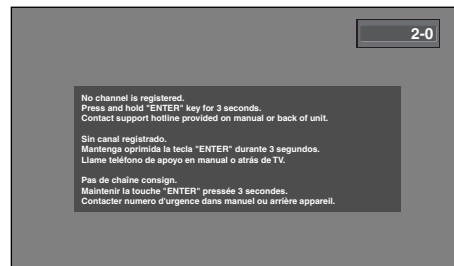 2-0
No channel is registered.
Press and hold "ENTER" key for 3 seconds.
Contact support hotline provided on manual or back of unit.
Sin canal registrado.
Mantenga oprimida la tecla "ENTER" durante 3 segundos.
Llame teléfono de apoyo en manual o atrás de TV.
Pas de chaîne consign.
Maintenir la touche "ENTER" pressée 3 secondes.
Contacter numero d'urgence dans manuel ou arrière appareil.